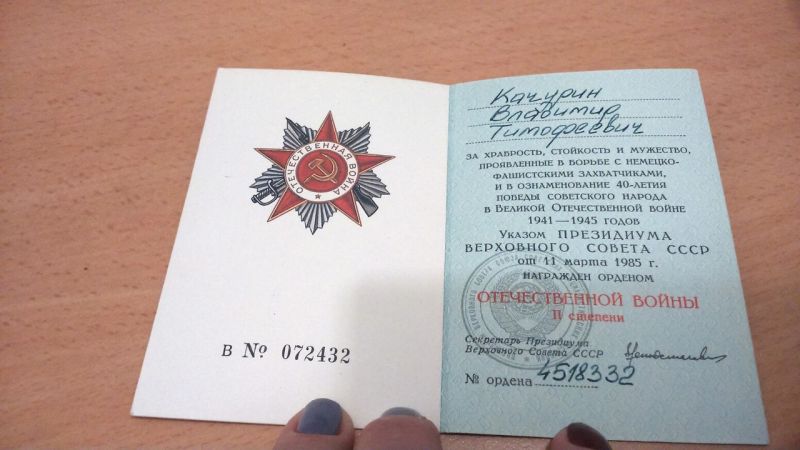 ОТЕЧЕСТВЕННАЯ ВОЙНА
В № 072432
Качурин
Владимир
Тимофеевич
ЗА ХРАБРОСТЬ, СТОЙКОСТЬ И МУЖЕСТВО,
ПРОЯВЛЕННЫЕ В БОРЬБЕ С НЕМЕЦКО-
ФАШИСТСКИМИ ЗАХВАТЧИКАМИ,
И В ОЗНАМЕНОВАНИЕ 40-ЛЕТИЯ
ПОБЕДЫ СОВЕТСКОГО НАРОДА
В ВЕЛИКОЙ ОТЕЧЕСТВЕННОЙ ВОЙНЕ
1941—1945 ГОДОВ
УКАЗОМ ПРЕЗИДИУМА
ВЕРХОВНОГО СОВЕТА СССР
от 11 марта 1985 г.
НАГРАЖДЕН ОРДЕНОМ
ОТЕЧЕСТВЕННОЙ ВОЙНЫ
II степени
Секретарь Президиума
Верховного Совета СССР
№ ордена 4518332